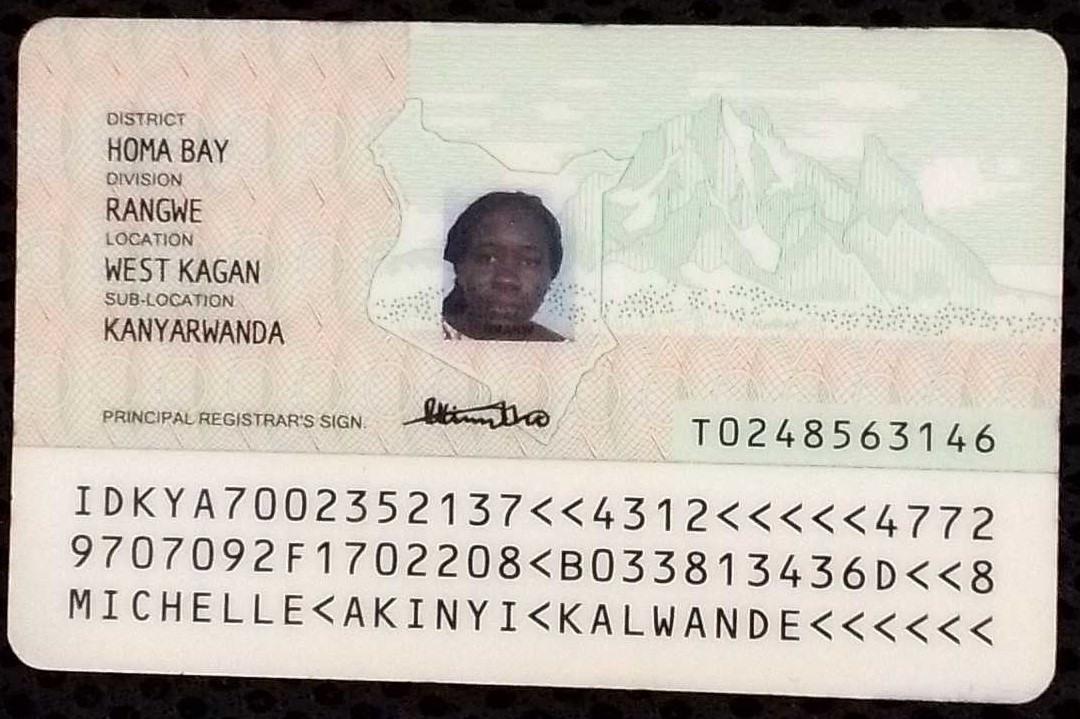 DISTRICT
HOMA BAY
DIVISION
RANGWE
LOCATION
WEST KAGAN
SUB-LOCATION
KANYARWANDA
PRINCIPAL REGISTRAR'S SIGN.
T0248563146
IDKYA7002352137<<4312<<<<<4772
9707092F1702208<B033813436D<<8
MICHELLE<AKINYI<KALWANDE<<<<<<